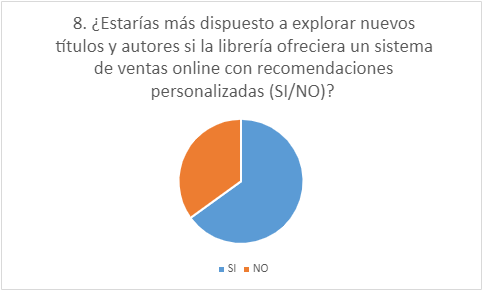 8. ¿Estarías más dispuesto a explorar nuevos
títulos y autores si la librería ofreciera un sistema
de ventas online con recomendaciones
personalizadas (SI/NO)?
SI NO